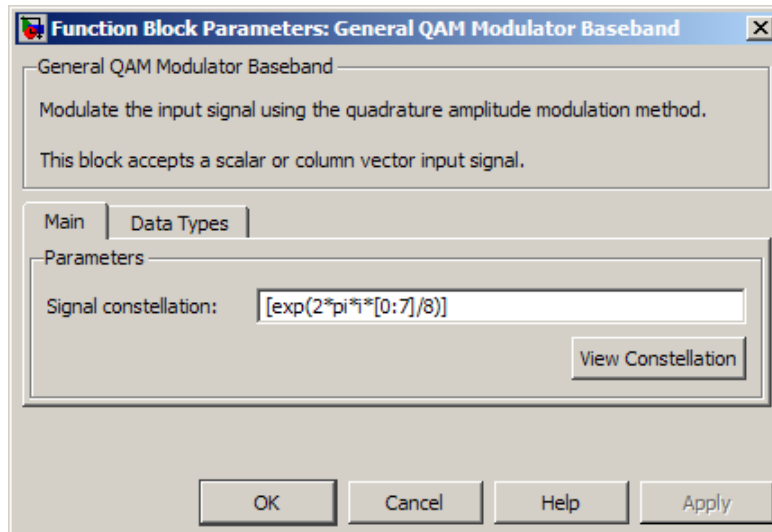 Function Block Parameters: General QAM Modulator Baseband
General QAM Modulator Baseband
Modulate the input signal using the quadrature amplitude modulation method.
This block accepts a scalar or column vector input signal.
Main Data Types
Parameters
Signal constellation: [exp(2*pi*i*[0:7]/8)]
View Constellation
OK Cancel Help Apply